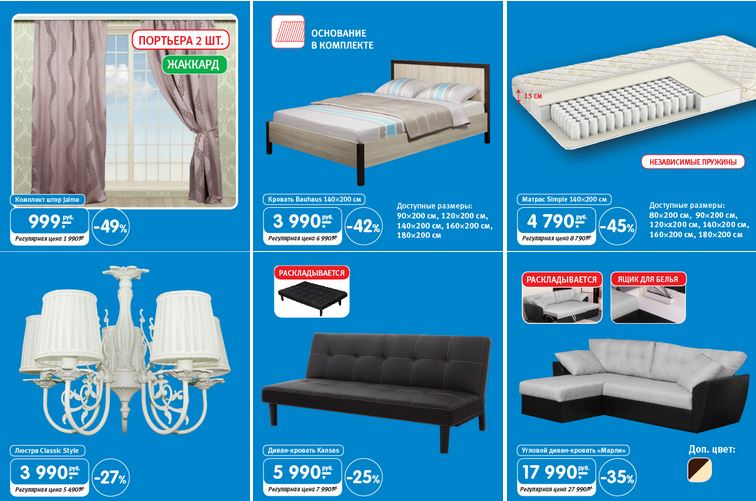 ПОРТЬЕРА 2 ШТ.
ЖАККАРД
Комплект штор Jaime
999.- руб.
-49%
Регулярная цена 1 990.- руб.
ОСНОВАНИЕ
В КОМПЛЕКТЕ
Кровать Bauhaus 140×200 см
3 990.- руб.
-42%
Регулярная цена 6 990.- руб.
Доступные размеры:
90×200 см, 120×200 см,
140×200 см, 160×200 см,
180×200 см
15 см
НЕЗАВИСИМЫЕ ПРУЖИНЫ
Матрас Simple 140×200 см
4 790.- руб.
-45%
Регулярная цена 8 790.- руб.
Доступные размеры:
80×200 см, 90×200 см,
120×x200 см, 140×200 см,
160×200 см, 180×200 см
Люстра Classic Style
3 990.- руб.
-27%
Регулярная цена 5 490.- руб.
РАСКЛАДЫВАЕТСЯ
Диван-кровать Kansas
5 990.- руб.
-25%
Регулярная цена 7 990.- руб.
РАСКЛАДЫВАЕТСЯ
ЯЩИК ДЛЯ БЕЛЬЯ
Угловой диван-кровать «Марли»
17 990.- руб.
-35%
Регулярная цена 27 990.- руб.
Доп. цвет: